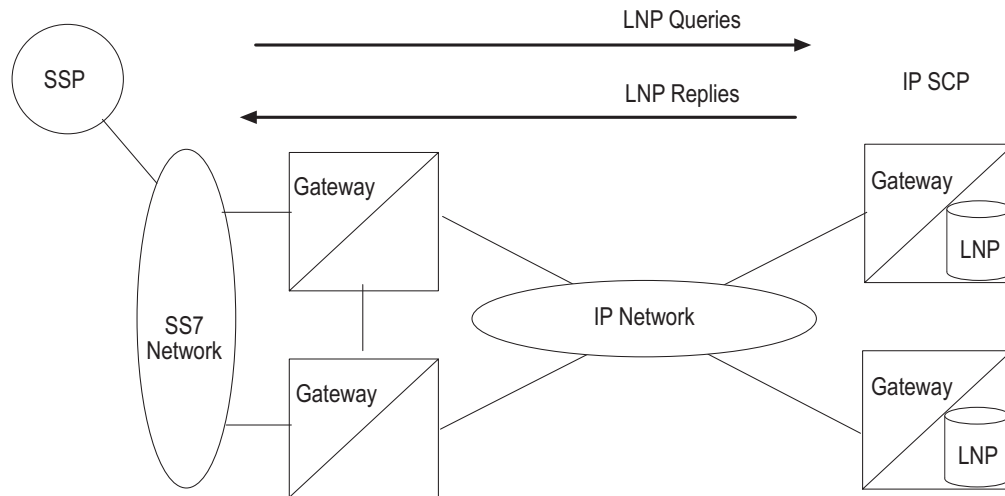 LNP Queries
SSP
LNP Replies
IP SCP
Gateway
Gateway
LNP
SS7
Network
IP Network
Gateway
Gateway
LNP